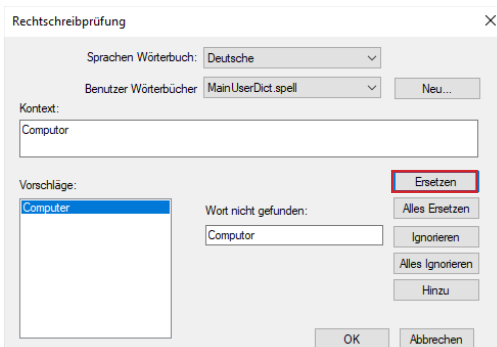 Rechtschreibprüfung
Sprachen Wörterbuch: Deutsche
Benutzer Wörterbücher MainUserDict.spell Neu...
Kontext:
Computor
Vorschläge:
Computer
Wort nicht gefunden:
Computor
Ersetzen
Alles Ersetzen
Ignorieren
Alles Ignorieren
Hinzu
OK Abbrechen